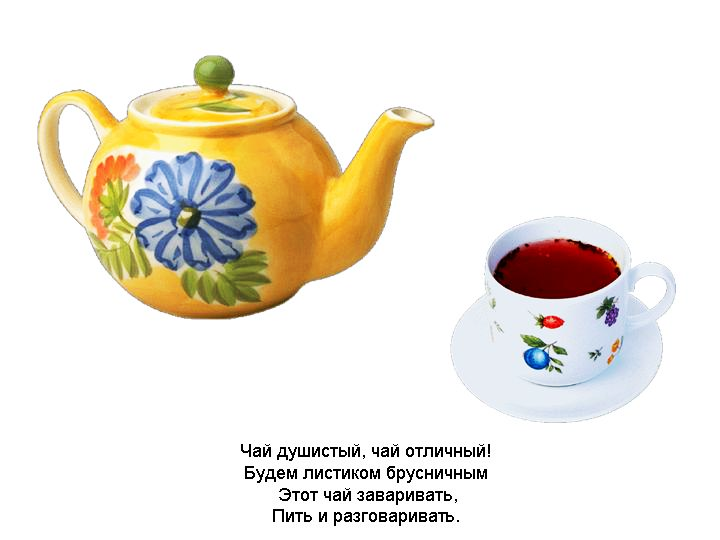 Чай душистый, чай отличный!
Будем листиком брусничным
Этот чай заваривать,
Пить и разговаривать.